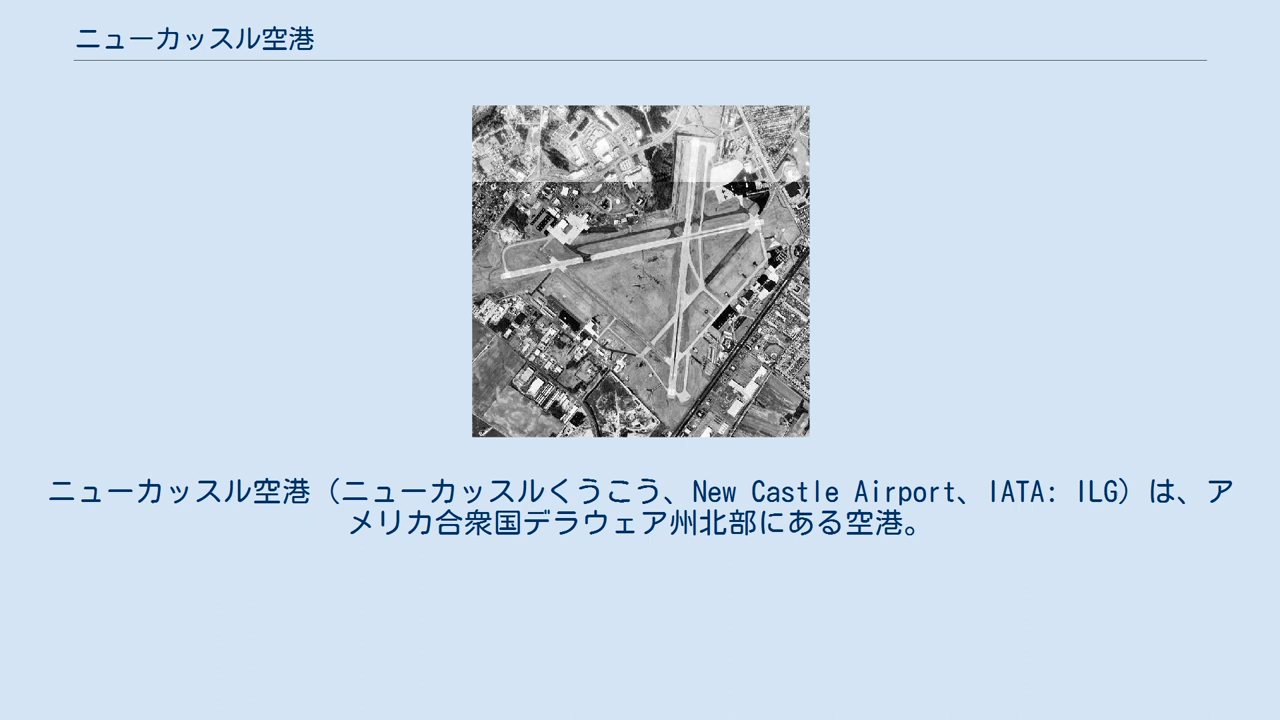 ニューカッスル空港
ニューカッスル空港（ニューカッスルくうこう、New Castle Airport、IATA: ILG）は、ア
メリカ合衆国デラウェア州北部にある空港。